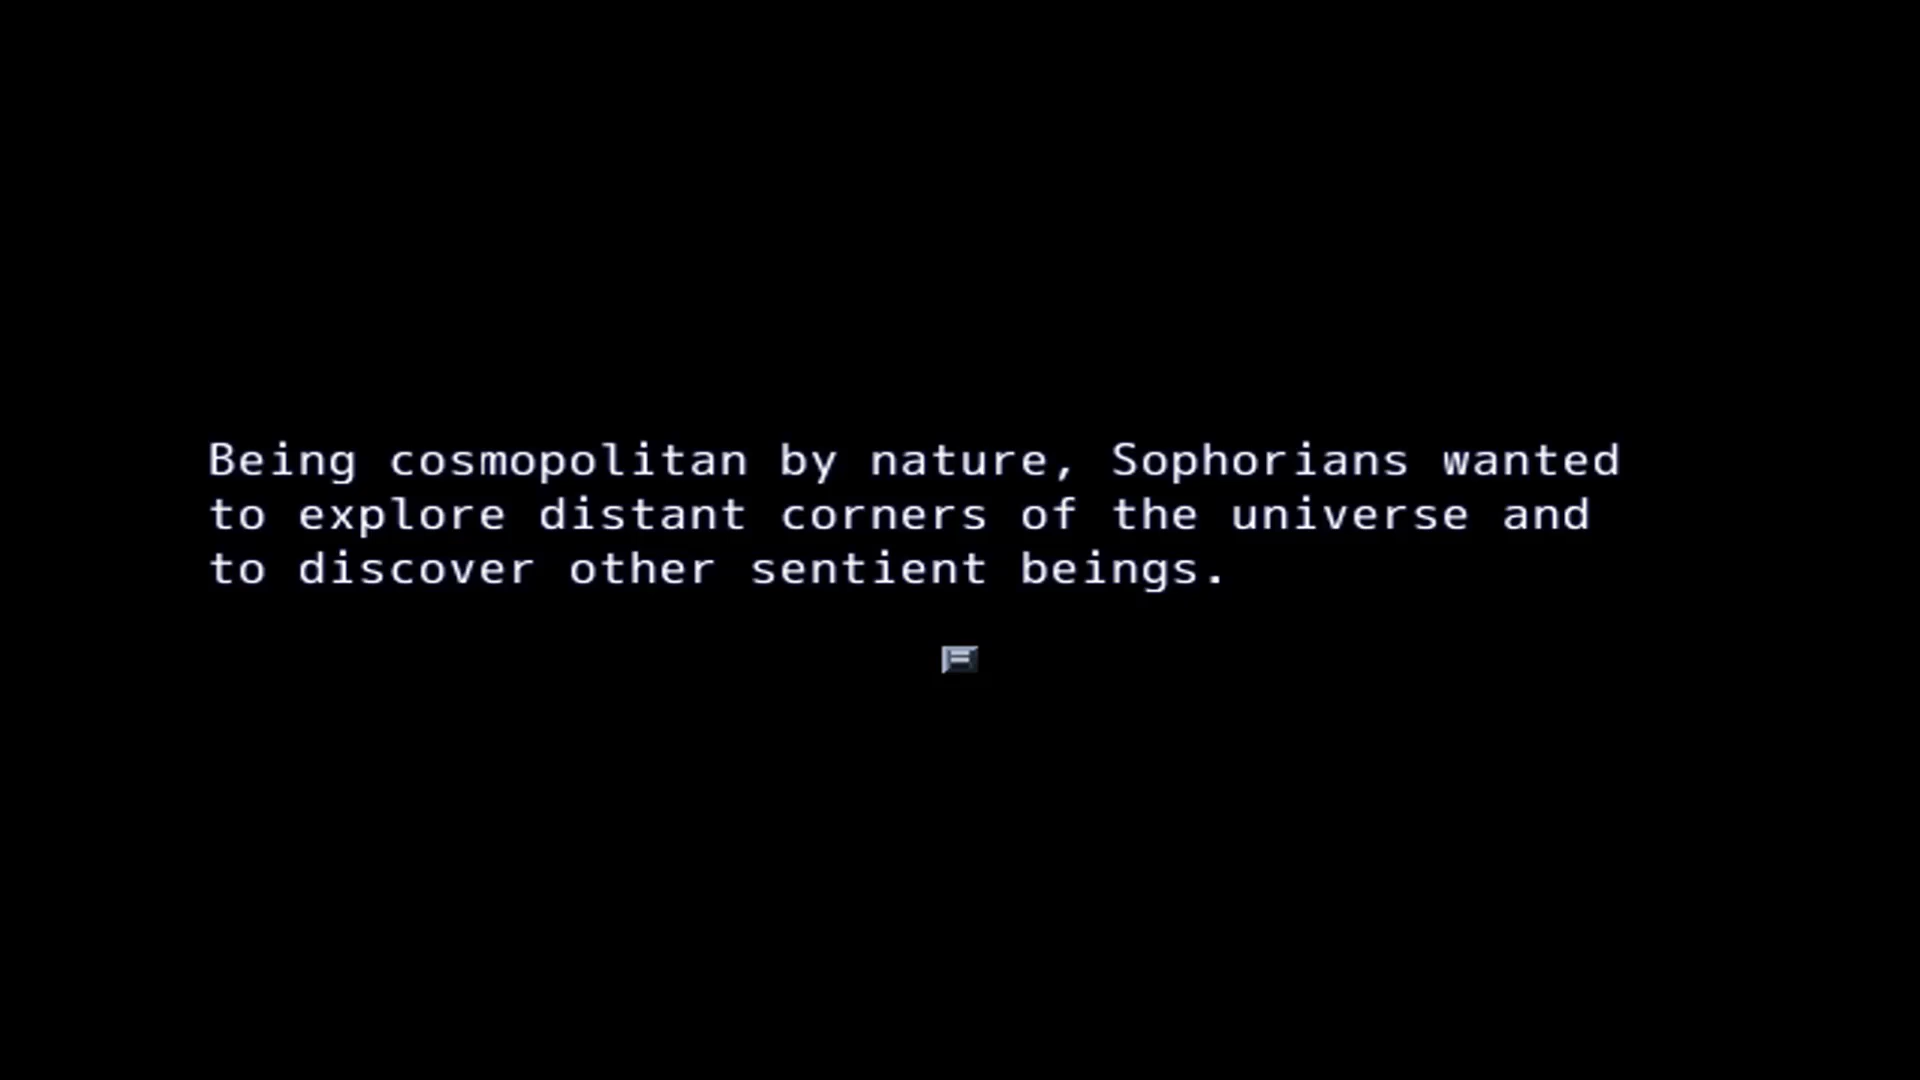 Being cosmopolitan by nature, Sophorians wanted
to explore distant corners of the universe and
to discover other sentient beings.